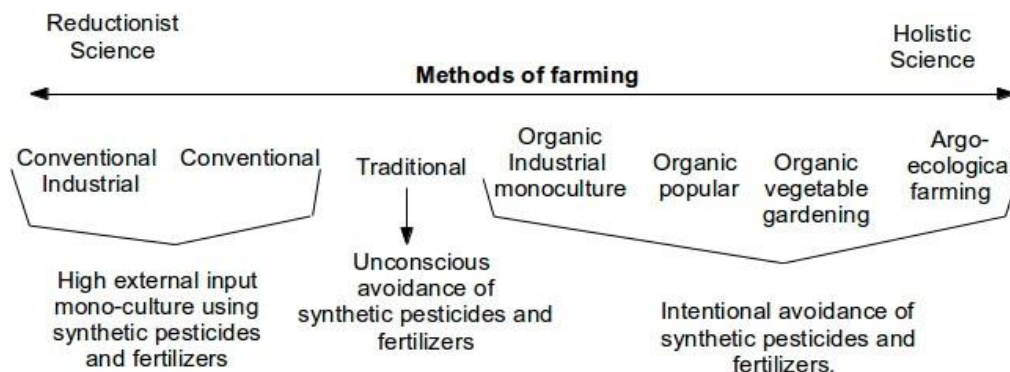 Reductionist
Science
Holistic
Science
Methods of farming
Conventional
Industrial
Conventional
Traditional
Organic
Industrial
monoculture
Organic
popular
Organic
vegetable
gardening
Argo-
ecological
farming
High external input
mono-culture using
synthetic pesticides
and fertilizers
Unconscious
avoidance of
synthetic pesticides and
fertilizers
Intentional avoidance of
synthetic pesticides and
fertilizers.